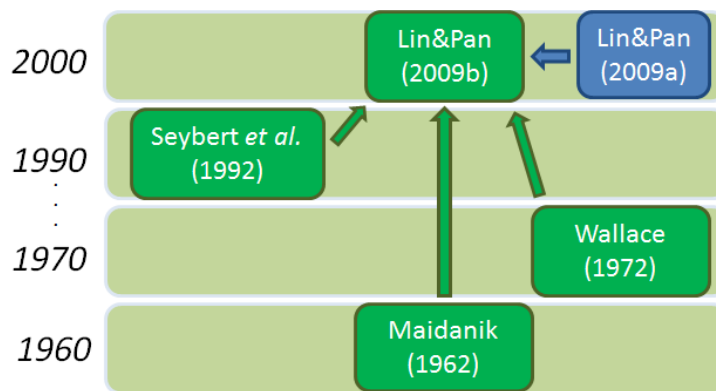 2000
Lin&Pan
(2009b)
Lin&Pan
(2009a)
1990
Seybert et al.
(1992)
.
.
.
1970
Wallace
(1972)
1960
Maidanik
(1962)